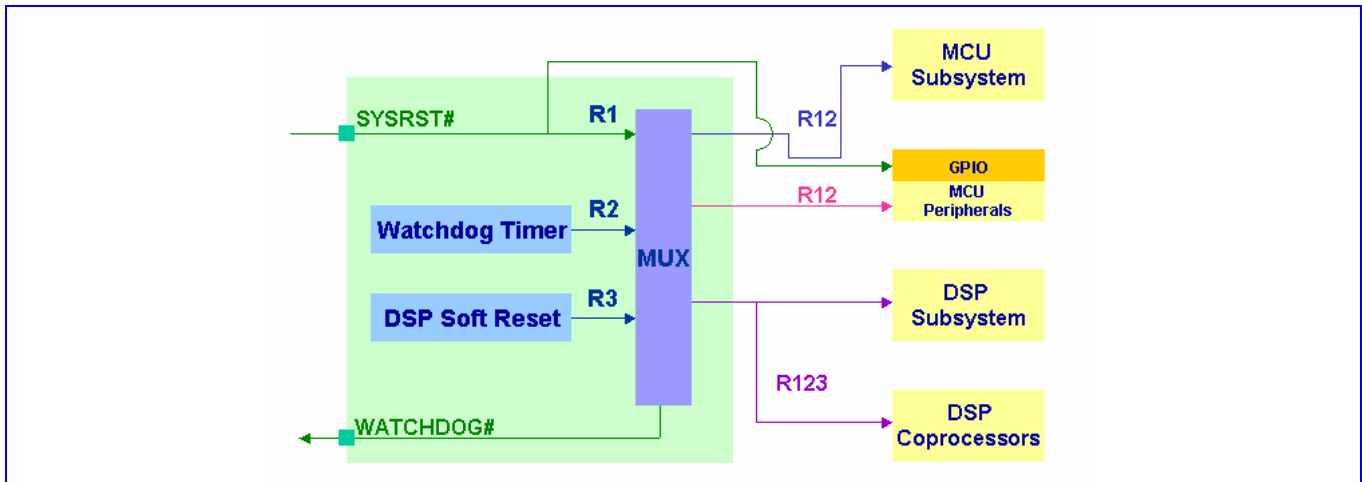 MCU
Subsystem
SYSRST#
R1
R12
GPIO
MCU
Peripherals
R12
R2
Watchdog Timer
MUX
R3
DSP Soft Reset
DSP
Subsystem
R123
DSP
Coprocessors
WATCHDOG#